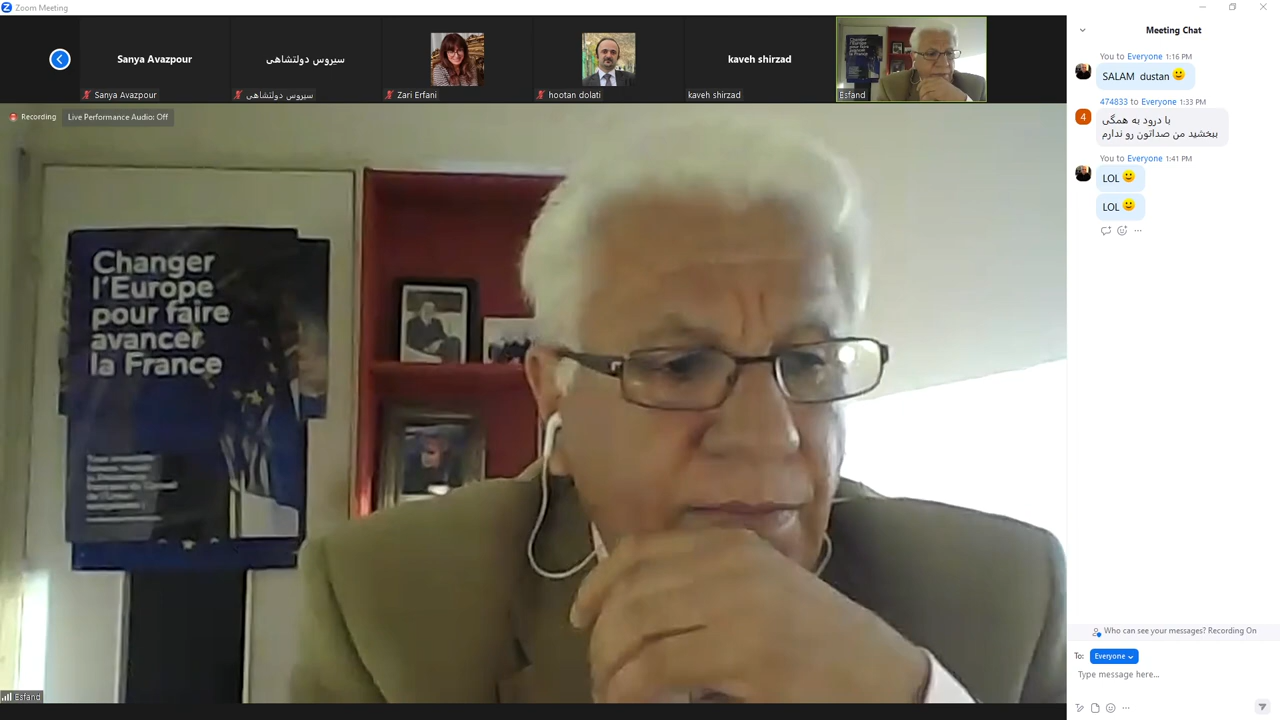 Zoom Meeting
Sanya Avazpour
سیروس دولتشاهی
kaveh shirzad
Sanya Avazpour
سیروس دولتشاهی
Zari Erfani
hootan dolati
kaveh shirzad
Esfand
Recording
Live Performance Audio: Off
Changer
l'Europe
pour faire
avancer
la France
Esfand
Meeting Chat
You to Everyone 1:16 PM
SALAM dustan 🙂
474833 to Everyone 1:33 PM
4
با درود به همگی
ببخشید من صداتون رو ندارم
You to Everyone 1:41 PM
LOL 🙂
LOL 🙂
Who can see your messages? Recording On
To: Everyone
Type message here...